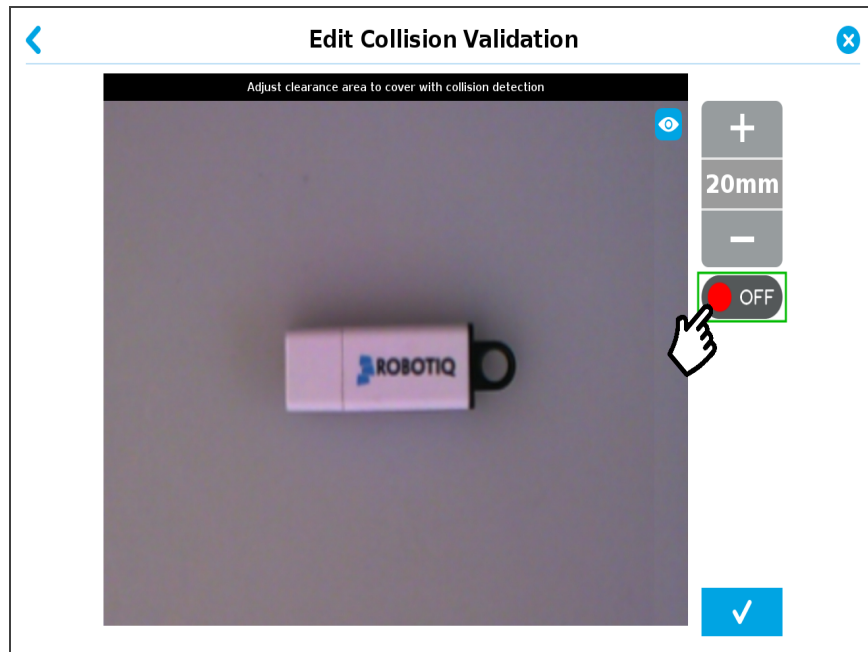 Edit Collision Validation
Adjust clearance area to cover with collision detection
+
20mm
−
OFF
ROBOTIQ